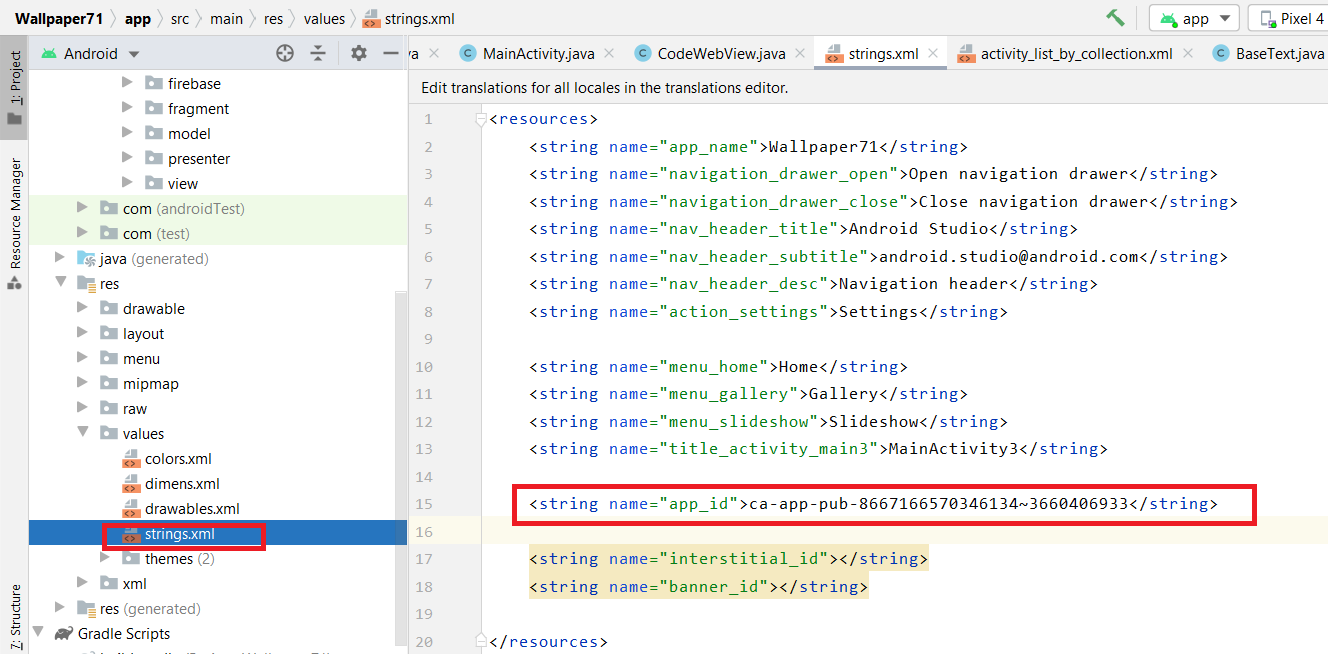 Wallpaper71 app src main res values strings.xml app Pixel 4
Android
a MainActivity.java CodeWebView.java strings.xml activity_list_by_collection.xml BaseText.java
Edit translations for all locales in the translations editor.
1: Project
Resource Manager
7: Structure
firebase
fragment
model
presenter
view
com (androidTest)
com (test)
java (generated)
res
drawable
layout
menu
mipmap
raw
values
colors.xml
dimens.xml
drawables.xml
strings.xml
themes (2)
xml
res (generated)
Gradle Scripts
1 <resources>
2 <string name="app_name">Wallpaper71</string>
3 <string name="navigation_drawer_open">Open navigation drawer</string>
4 <string name="navigation_drawer_close">Close navigation drawer</string>
5 <string name="nav_header_title">Android Studio</string>
6 <string name="nav_header_subtitle">android.studio@android.com</string>
7 <string name="nav_header_desc">Navigation header</string>
8 <string name="action_settings">Settings</string>
9
10 <string name="menu_home">Home</string>
11 <string name="menu_gallery">Gallery</string>
12 <string name="menu_slideshow">Slideshow</string>
13 <string name="title_activity_main3">MainActivity3</string>
14
15 <string name="app_id">ca-app-pub-8667166570346134~3660406933</string>
16
17 <string name="interstitial_id"></string>
18 <string name="banner_id"></string>
19
20 </resources>